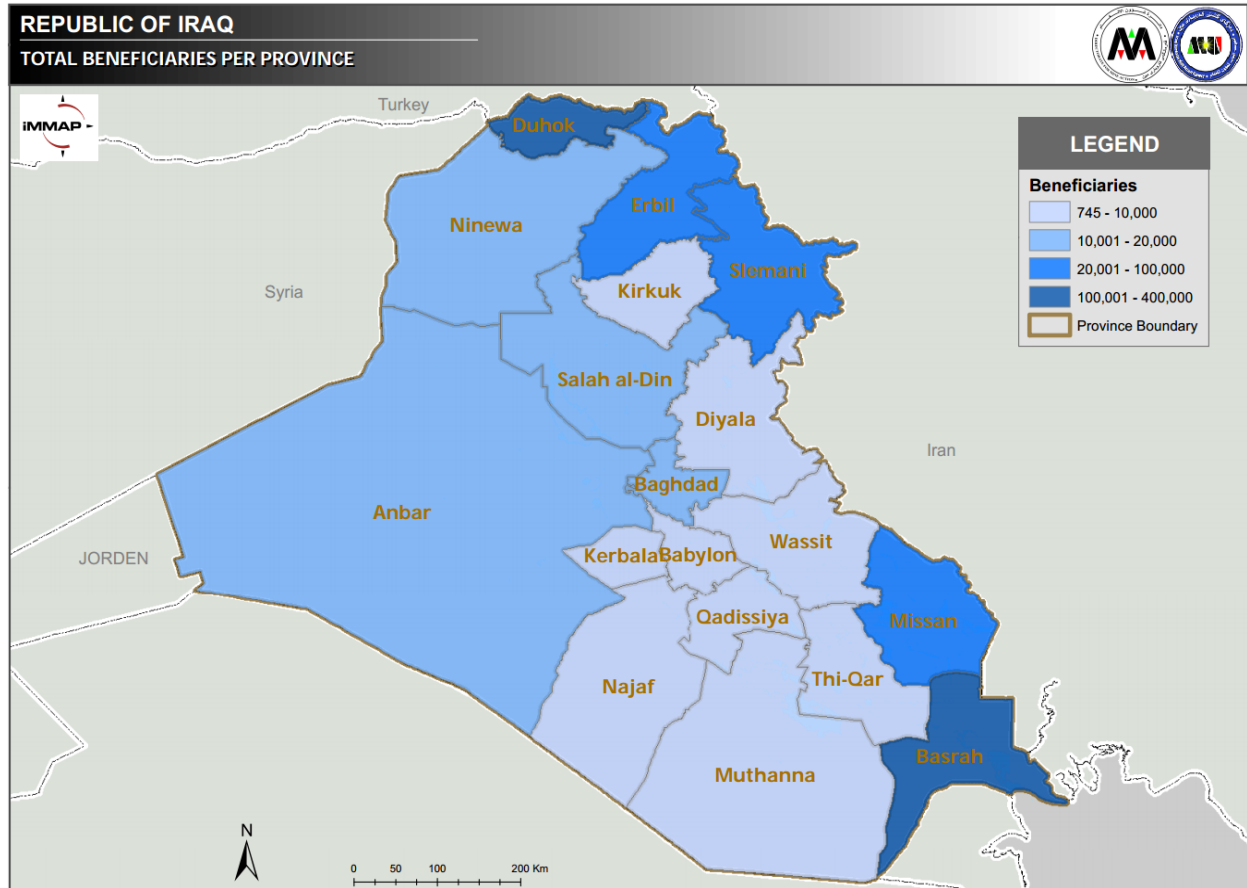 REPUBLIC OF IRAQ
TOTAL BENEFICIARIES PER PROVINCE
iMMAP
Turkey
Duhok
LEGEND
Beneficiaries
745 - 10,000
10,001 - 20,000
20,001 - 100,000
100,001 - 400,000
Province Boundary
Erbil
Ninewa
Slemani
Kirkuk
Syria
Salah al-Din
Diyala
Iran
Baghdad
Anbar
Wassit
JORDEN
Kerbala
Babylon
Qadissiya
Missan
Thi-Qar
Najaf
Basrah
Muthanna
N
0 50 100 200 Km